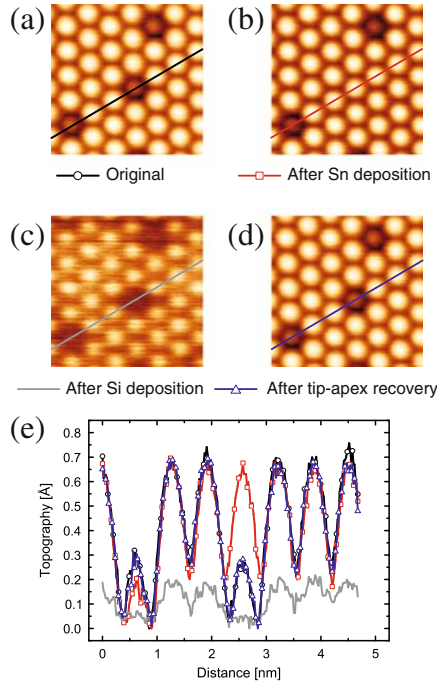 (a)
(b)
Original
After Sn deposition
(c)
(d)
After Si deposition
After tip-apex recovery
(e)
0.8
0.7
0.6
0.5
0.4
0.3
0.2
0.1
0.0
Topography [Å]
0 1 2 3 4 5
Distance [nm]